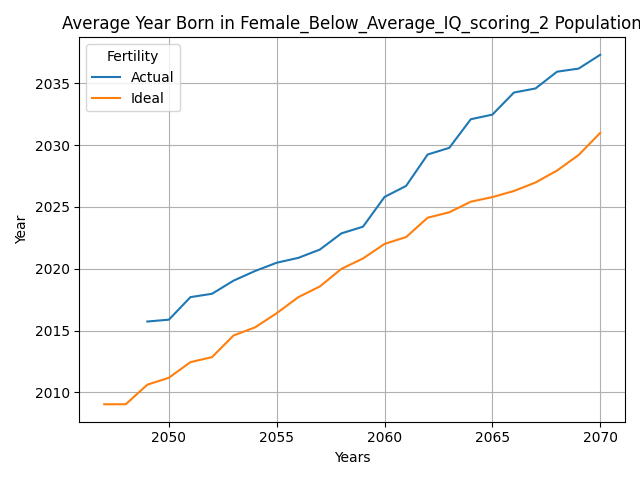 Average Year Born in Female_Below_Average_IQ_scoring_2 Population
Fertility
Actual
Ideal
2035
2030
2025
2020
2015
2010
Year
2050 2055 2060 2065 2070
Years